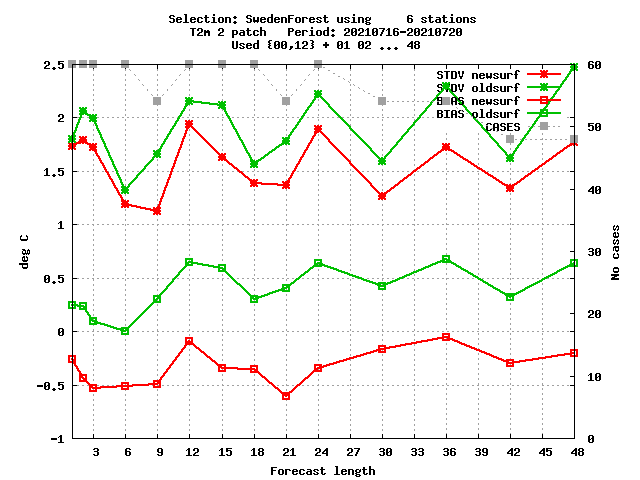 Selection: SwedenForest using 6 stations
T2m 2 patch Period: 20210716-20210720
Used {00,12} + 01 02 ... 48
STDV newsurf
STDV oldsurf
BIAS newsurf
BIAS oldsurf
CASES
2.5
2
1.5
1
0.5
0
-0.5
-1
deg C
60
50
40
30
20
10
0
No cases
3 6 9 12 15 18 21 24 27 30 33 36 39 42 45 48
Forecast length